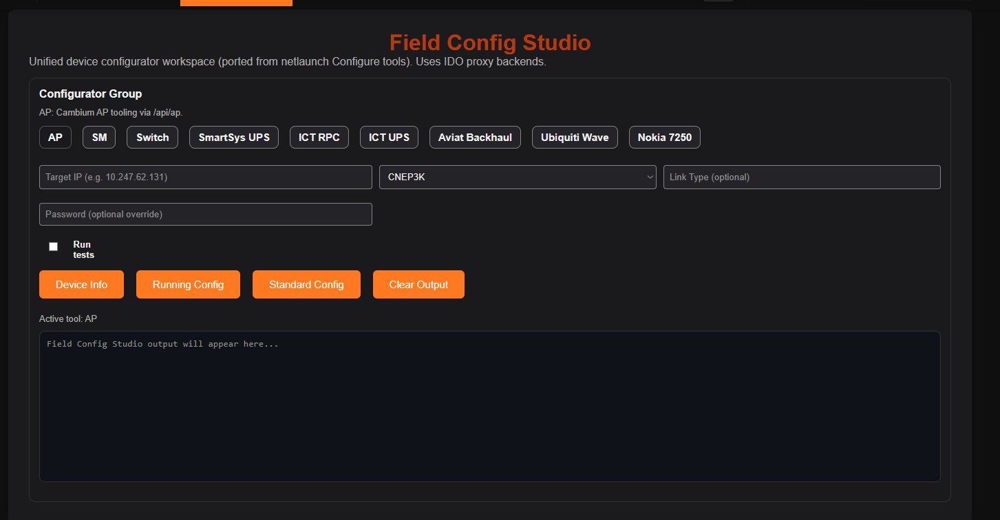 Field Config Studio
Unified device configurator workspace (ported from netlaunch Configure tools). Uses IDO proxy backends.
Configurator Group
AP: Cambium AP tooling via /api/ap.
AP SM Switch SmartSys UPS ICT RPC ICT UPS Aviat Backhaul Ubiquiti Wave Nokia 7250
Target IP (e.g. 10.247.62.131) CNEP3K Link Type (optional)
Password (optional override)
Run
tests
Device Info Running Config Standard Config Clear Output
Active tool: AP
Field Config Studio output will appear here...